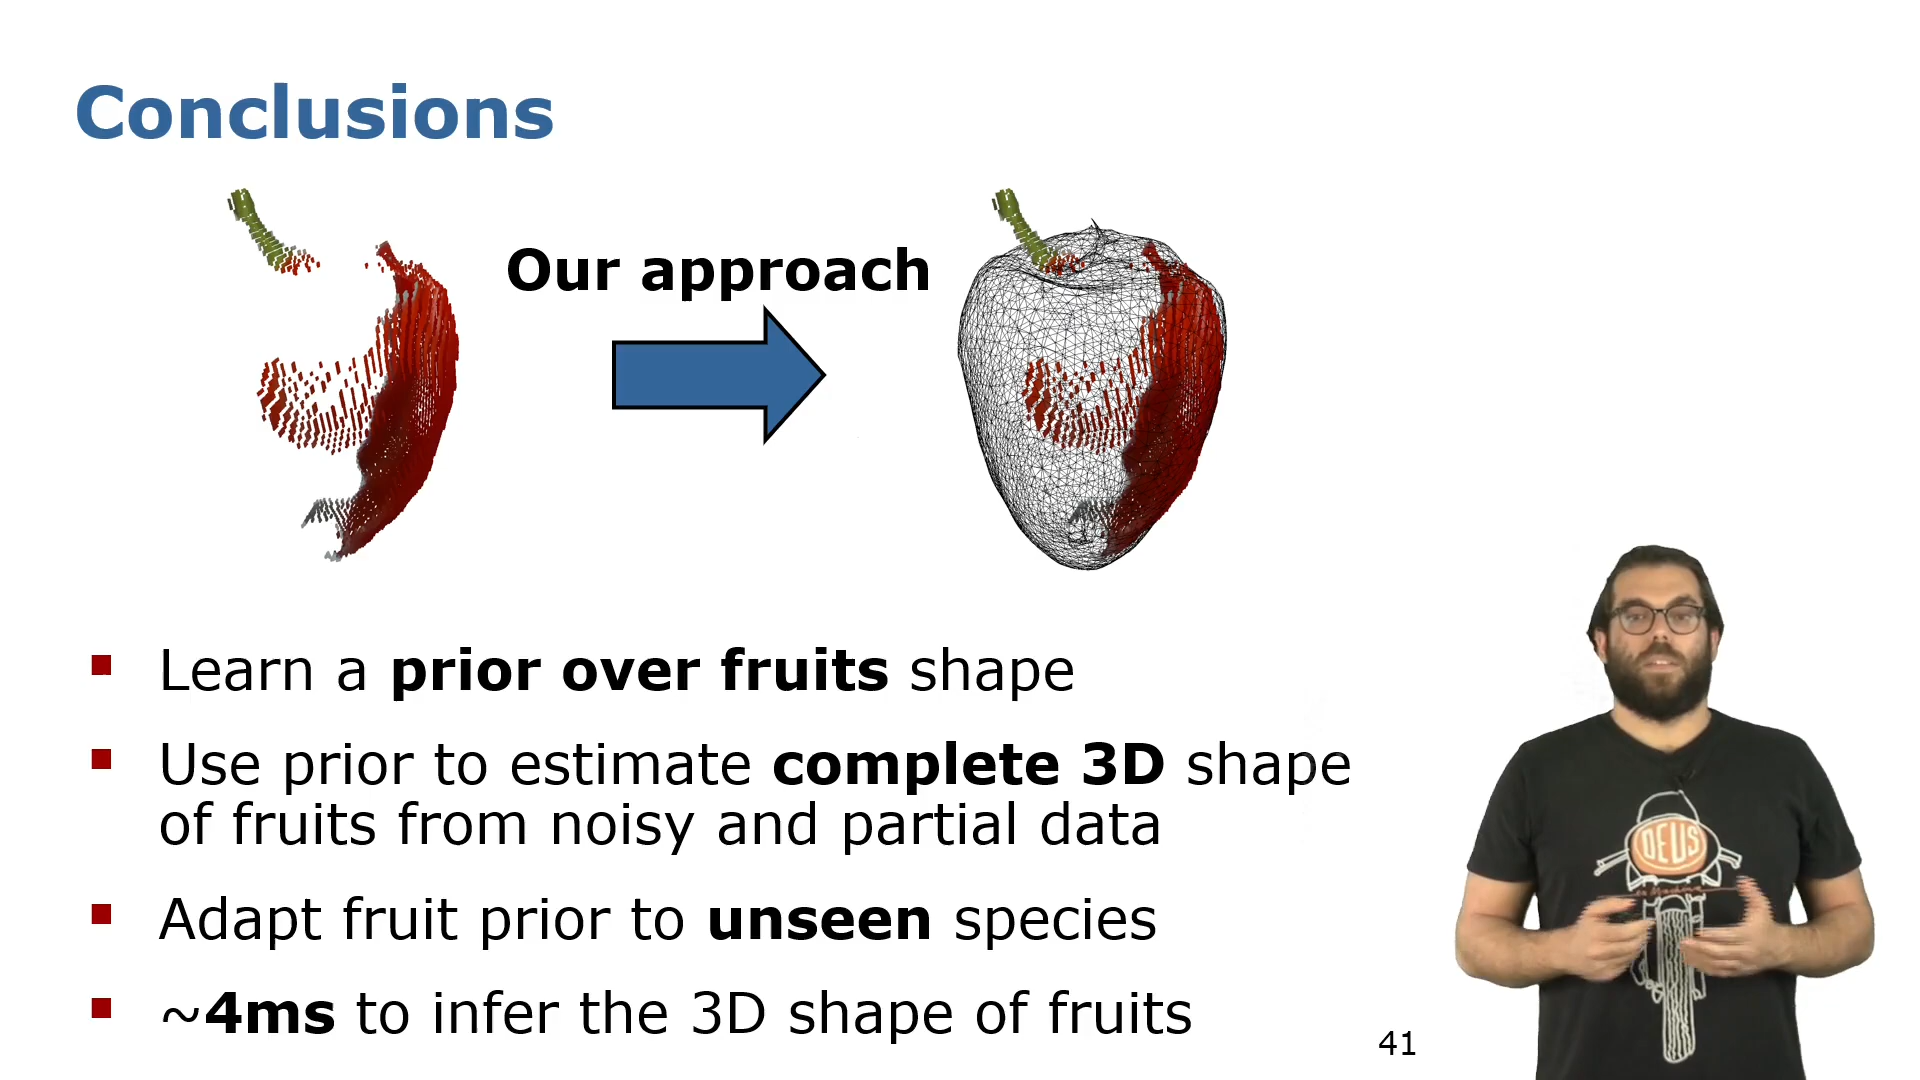 Conclusions
Our approach
Learn a prior over fruits shape
Use prior to estimate complete 3D shape
of fruits from noisy and partial data
Adapt fruit prior to unseen species
~4ms to infer the 3D shape of fruits
41
DEUS